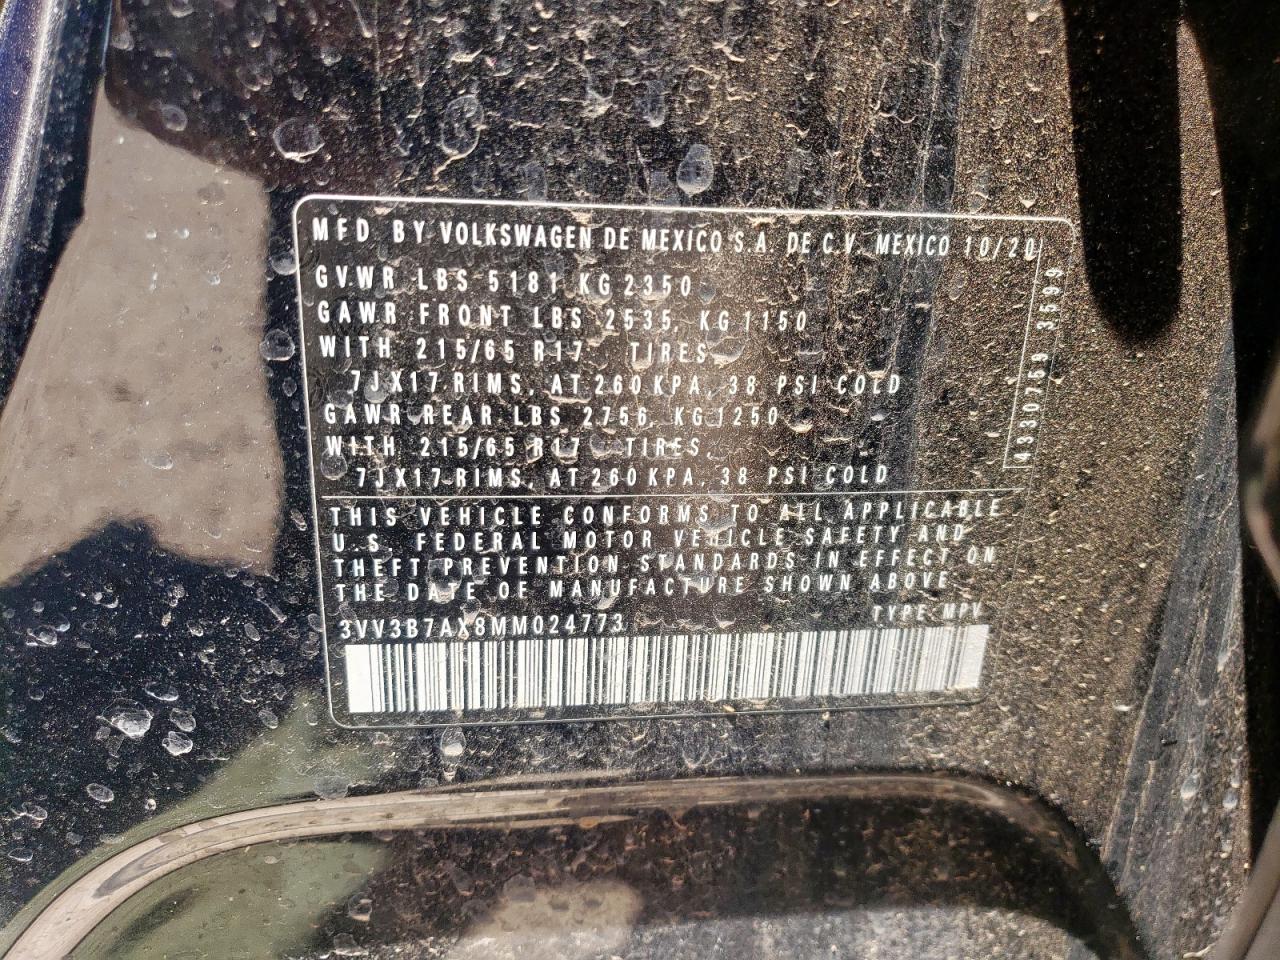 MFD BY VOLKSWAGEN DE MEXICO S.A. DE C.V. MEXICO 10/20
GVWR LBS 5181 KG 2350
GAWR FRONT LBS 2535, KG 1150
WITH 215/65 R17 TIRES,
7JX17 RIMS, AT 260 KPA, 38 PSI COLD
GAWR REAR LBS 2756, KG 1250
WITH 215/65 R17 TIRES,
7JX17 RIMS, AT 260 KPA, 38 PSI COLD
THIS VEHICLE CONFORMS TO ALL APPLICABLE
U.S. FEDERAL MOTOR VEHICLE SAFETY AND
THEFT PREVENTION STANDARDS IN EFFECT ON
THE DATE OF MANUFACTURE SHOWN ABOVE.
3VV3B7AX8MM024773 TYPE: MPV
4330759 3599